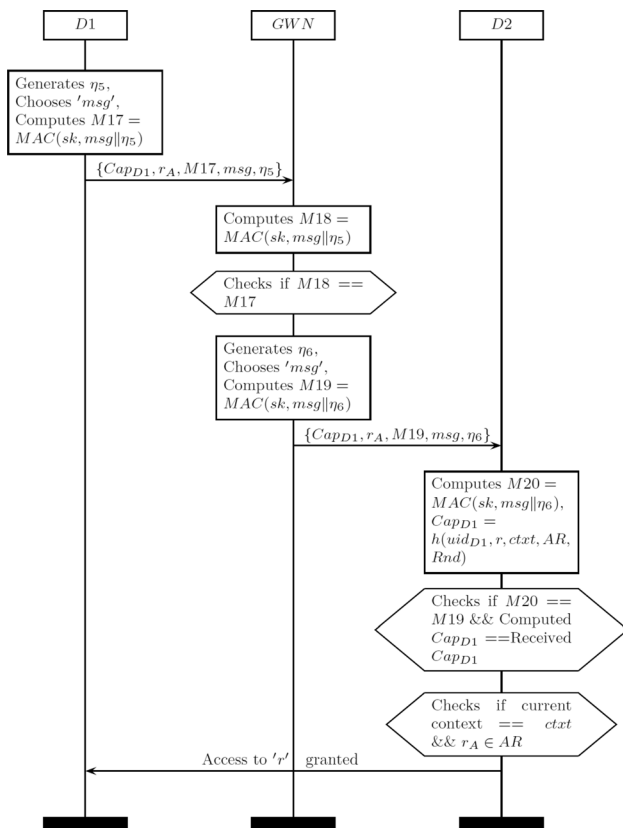 D1
GWN
D2
Generates η5,
Chooses 'msg',
Computes M17 =
MAC(sk, msg‖η5)
{CapD1, rA, M17, msg, η5}
Computes M18 =
MAC(sk, msg‖η5)
Checks if M18 ==
M17
Generates η6,
Chooses 'msg',
Computes M19 =
MAC(sk, msg‖η6)
{CapD1, rA, M19, msg, η6}
Computes M20 =
MAC(sk, msg‖η6),
CapD1 =
h(uidD1, r, ctxt, AR,
Rnd)
Checks if M20 ==
M19 && Computed
CapD1 ==Received
CapD1
Checks if current
context == ctxt
&& rA ∈ AR
Access to 'r' granted